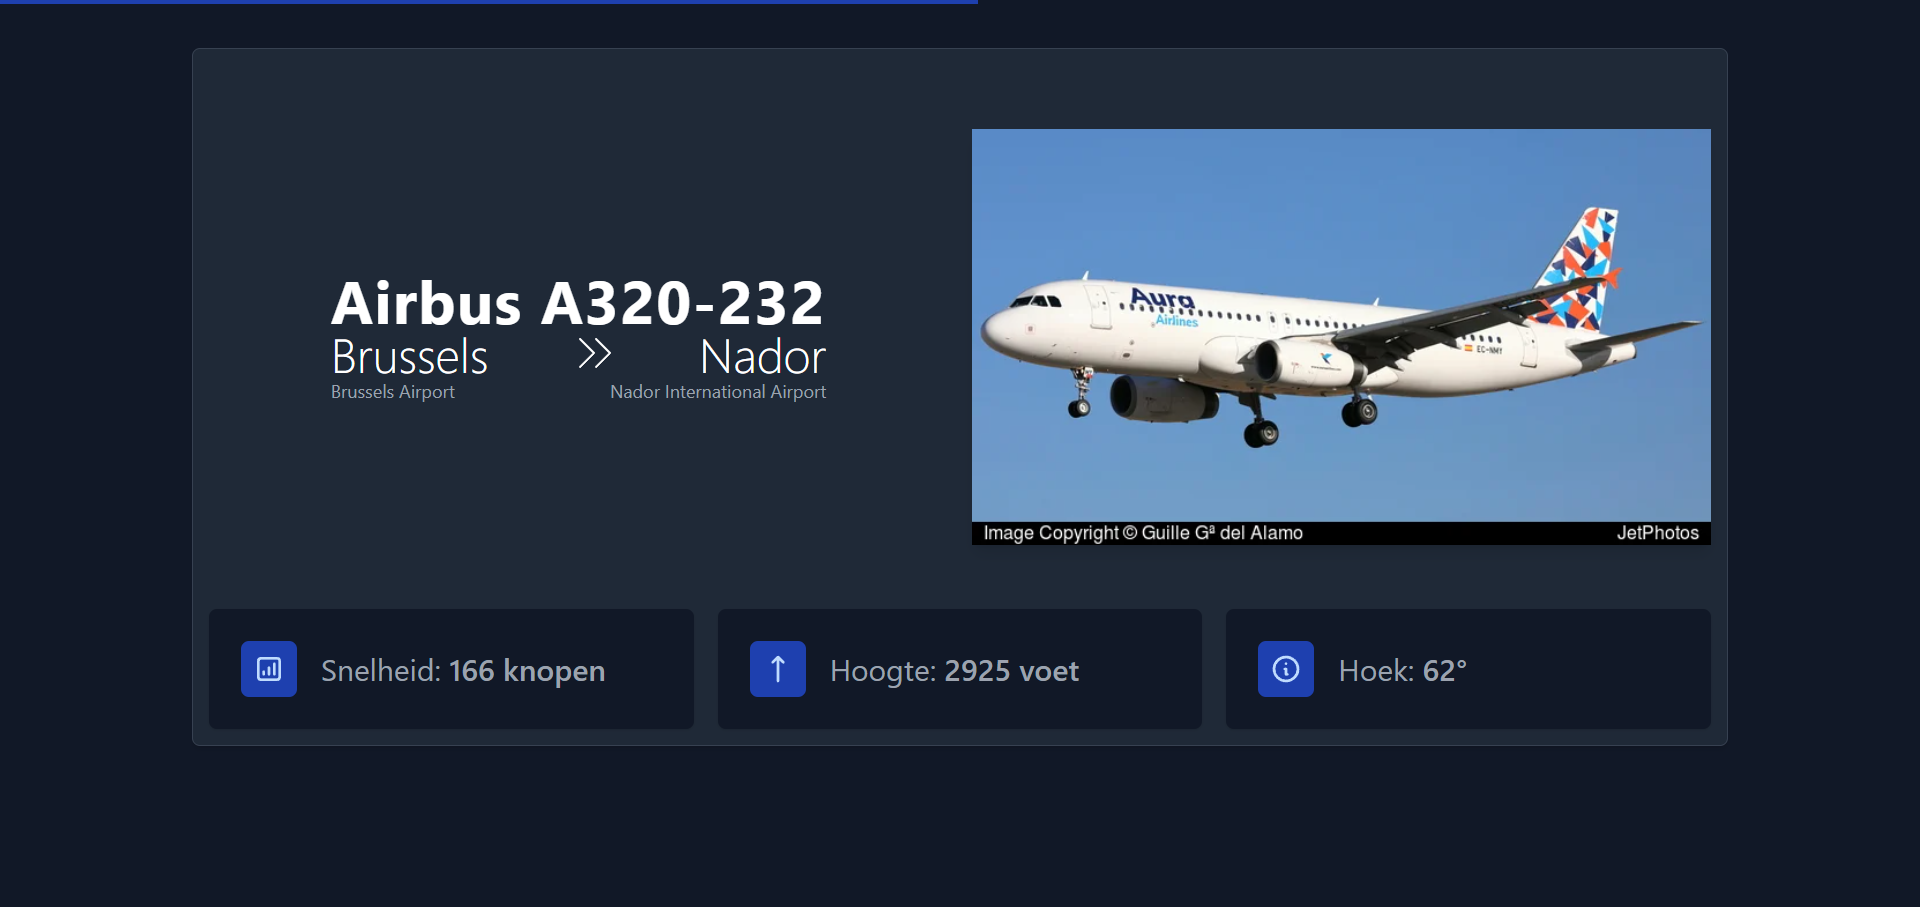 Airbus A320-232
Brussels
Nador
Brussels Airport
Nador International Airport
Aura
Airlines
EC-NMY
Image Copyright © Guille Gª del Alamo
JetPhotos
Snelheid: 166 knopen
Hoogte: 2925 voet
Hoek: 62°